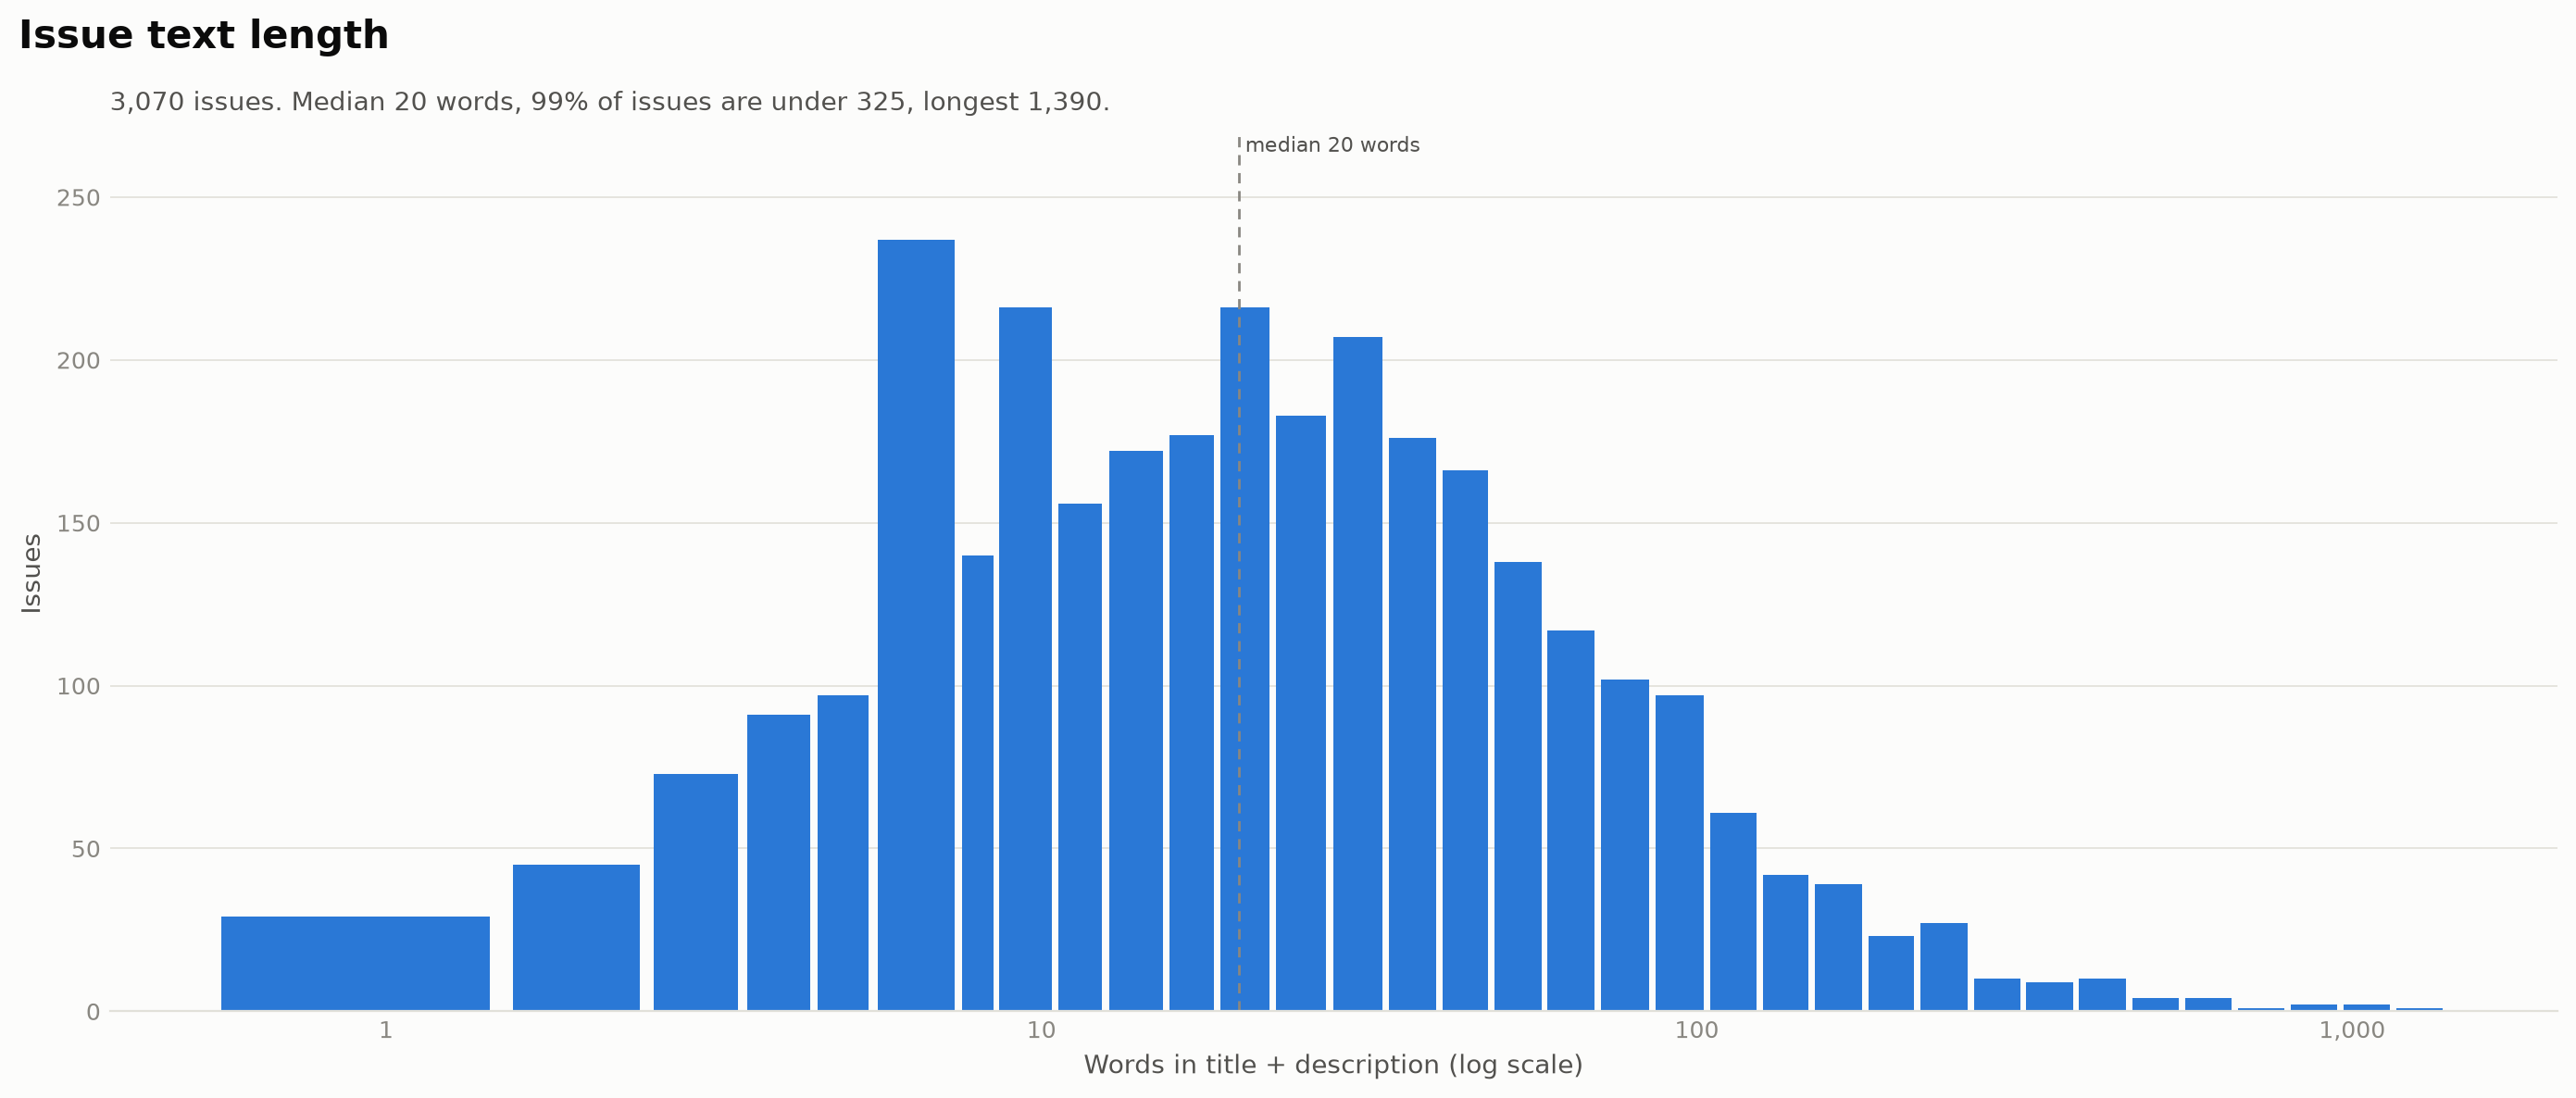 Issue text length
3,070 issues. Median 20 words, 99% of issues are under 325, longest 1,390.
median 20 words
250
200
150
100
50
0
Issues
1
10
100
1,000
Words in title + description (log scale)